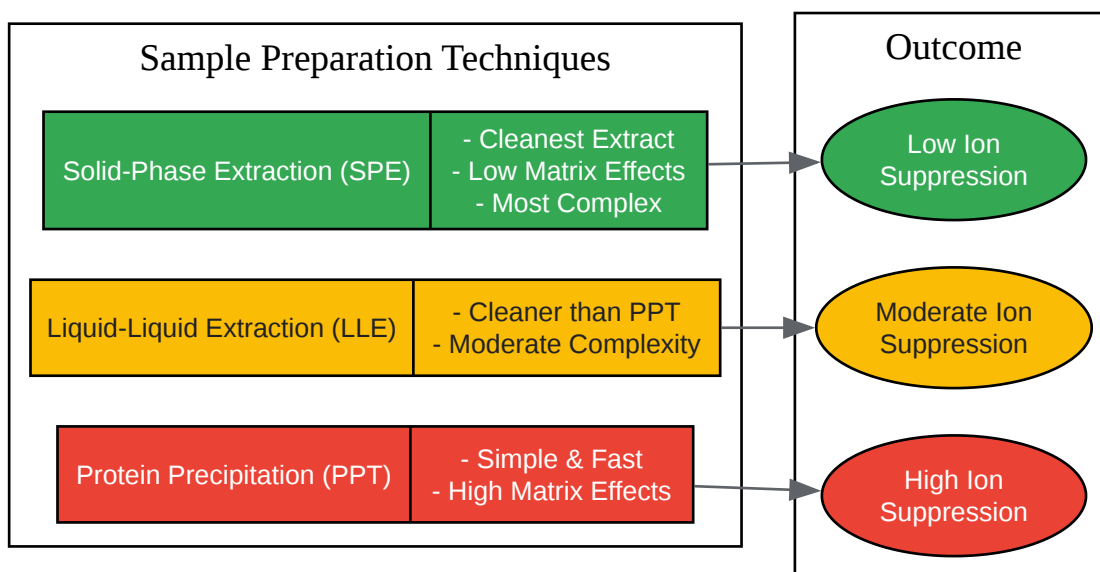 Sample Preparation Techniques
Outcome
Solid-Phase Extraction (SPE)
- Cleanest Extract
- Low Matrix Effects
- Most Complex
Low Ion
Suppression
Liquid-Liquid Extraction (LLE)
- Cleaner than PPT
- Moderate Complexity
Moderate Ion
Suppression
Protein Precipitation (PPT)
- Simple & Fast
- High Matrix Effects
High Ion
Suppression